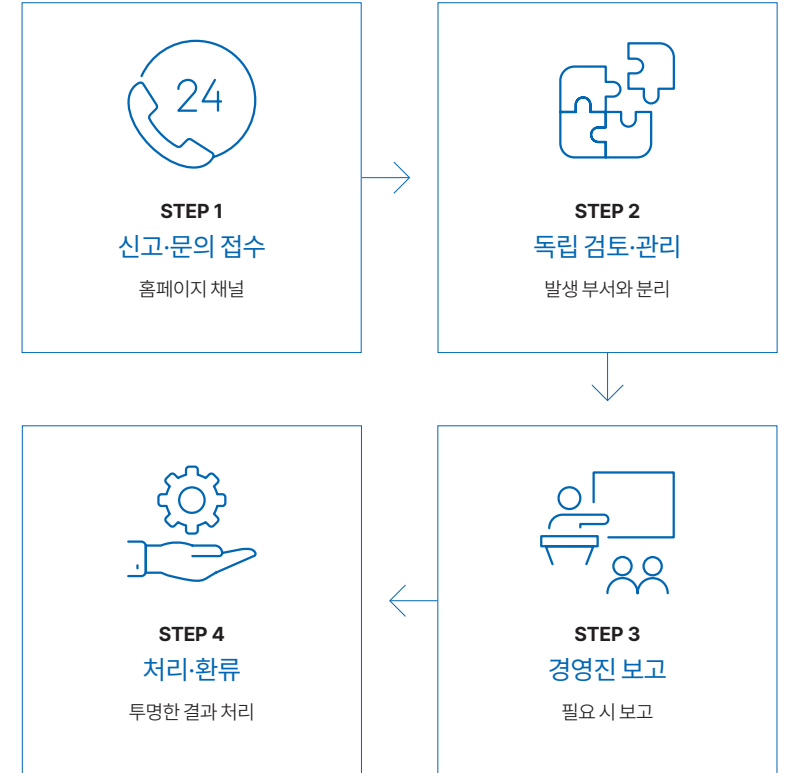 24
STEP 1
신고·문의 접수
홈페이지 채널
STEP 2
독립 검토·관리
발생 부서와 분리
STEP 3
경영진 보고
필요 시 보고
STEP 4
처리·환류
투명한 결과 처리